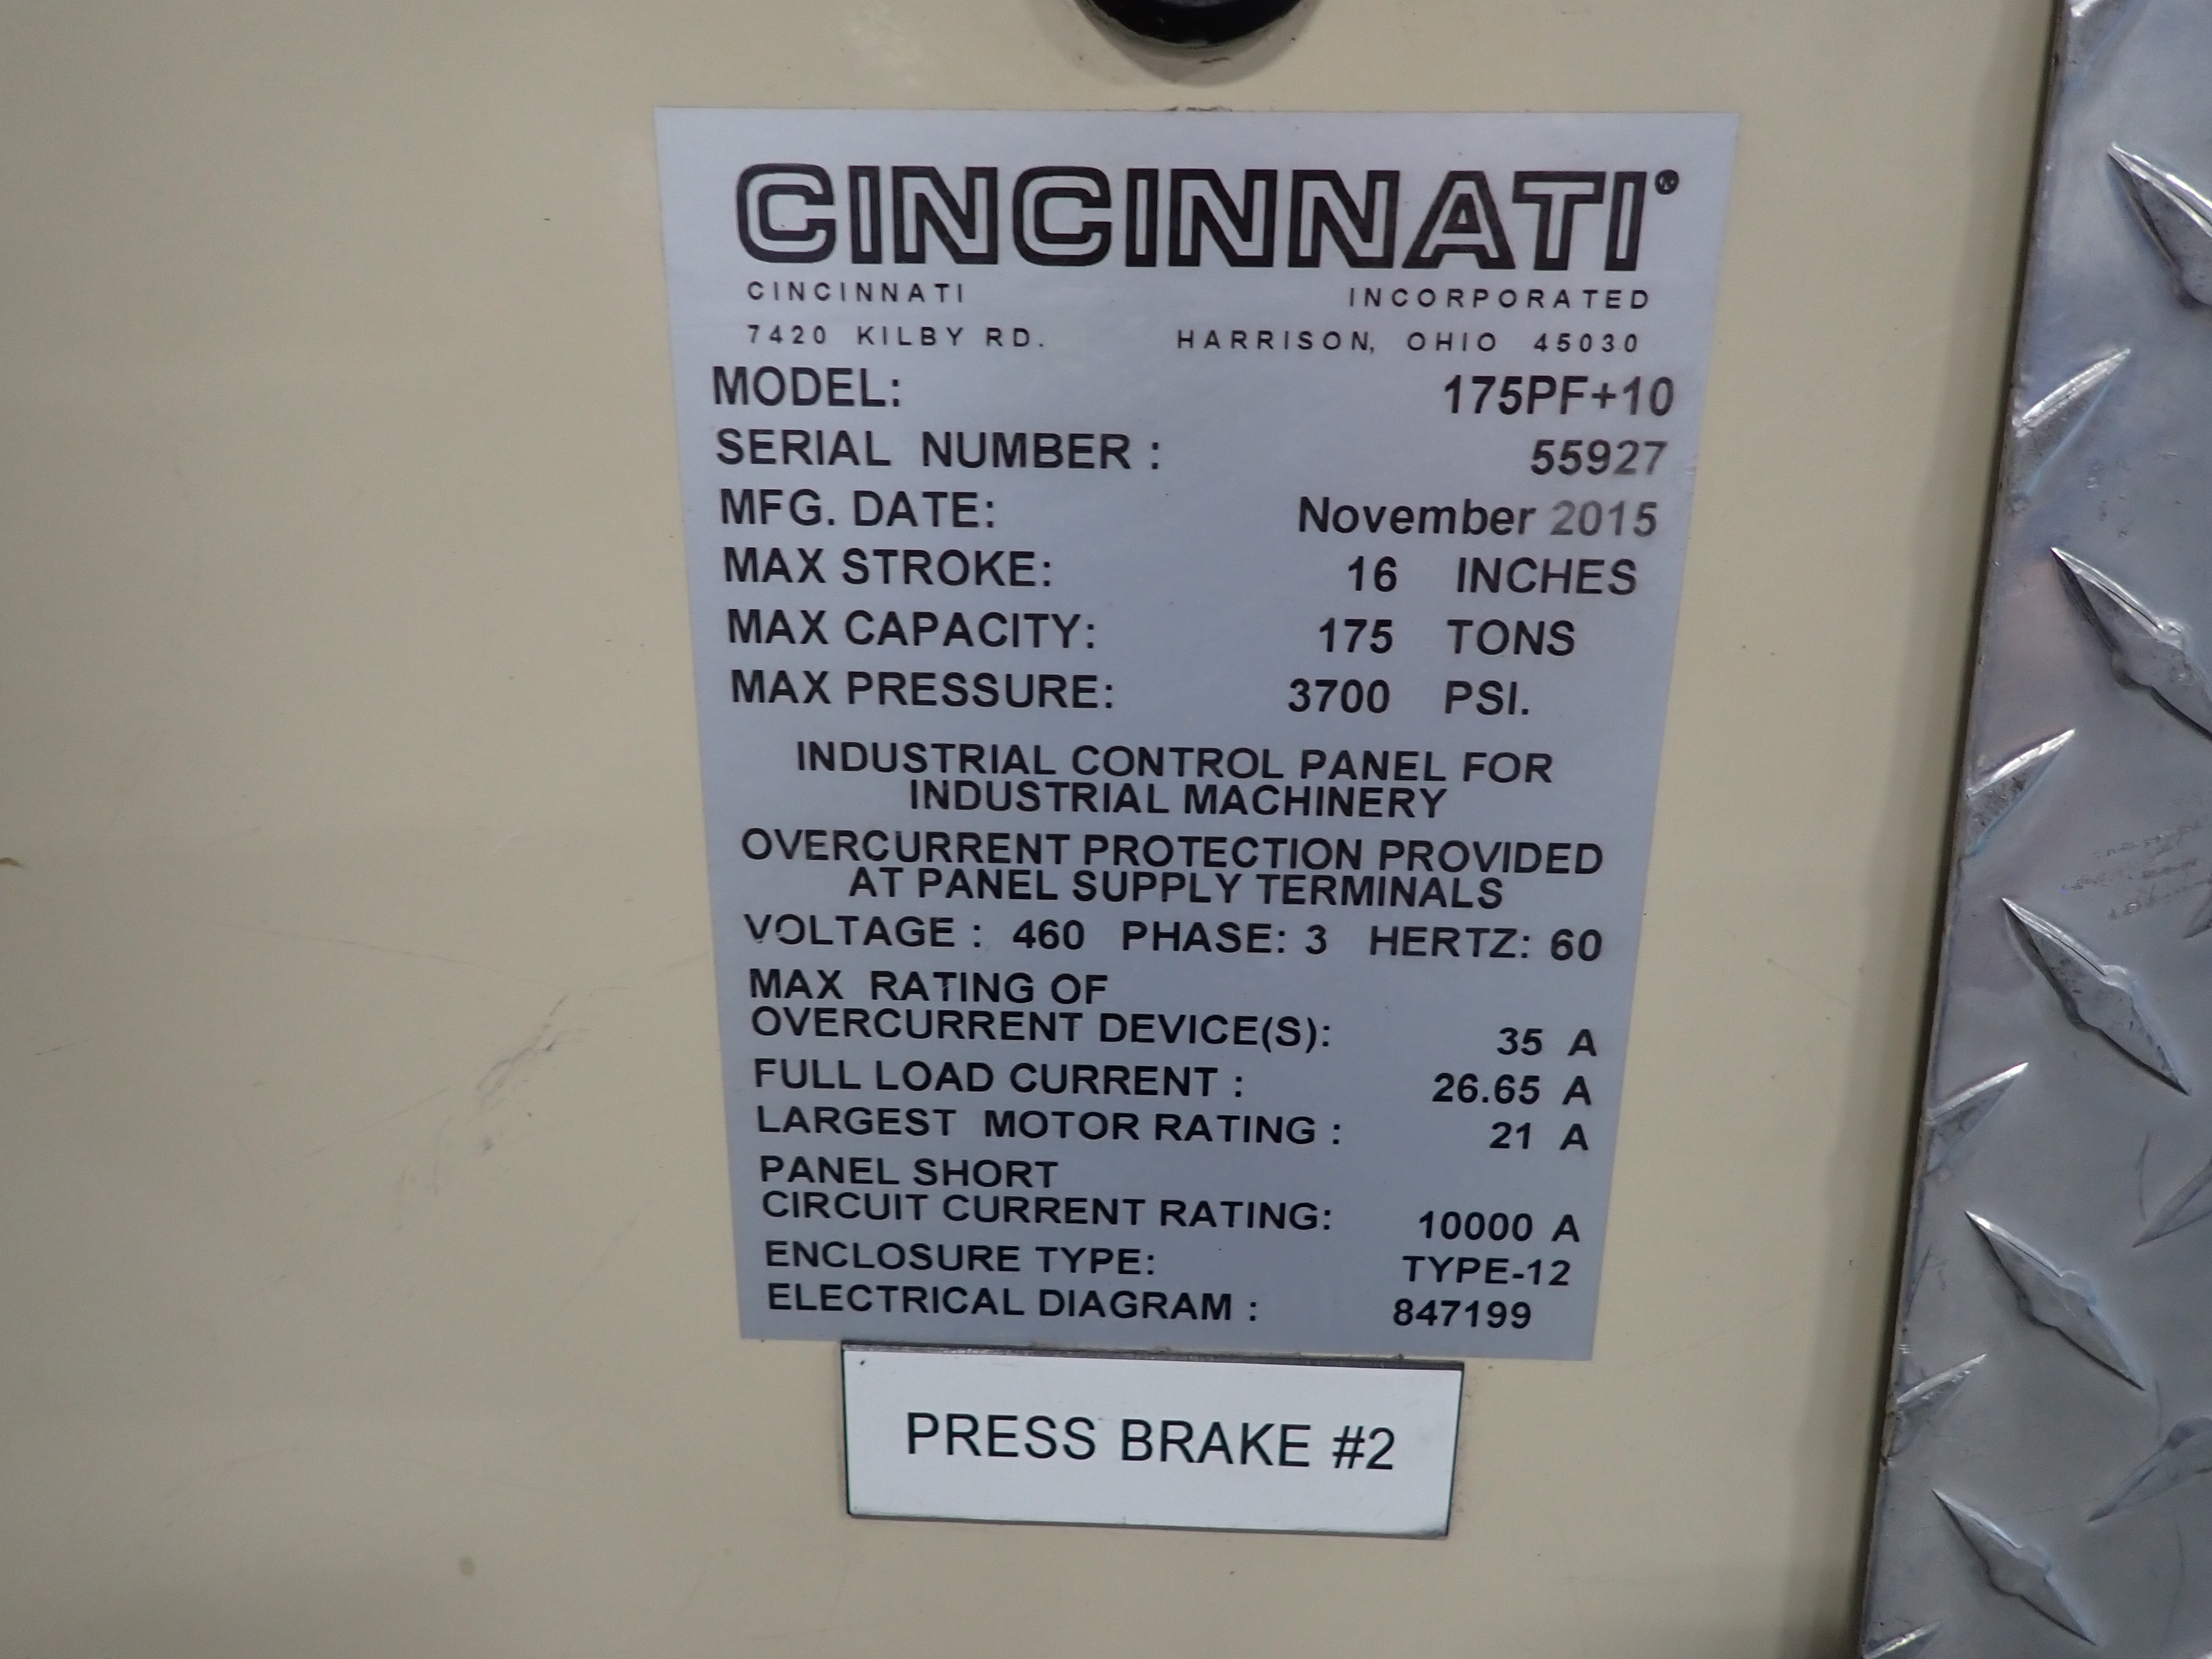 CINCINNATI®
CINCINNATI INCORPORATED
7420 KILBY RD. HARRISON, OHIO 45030
MODEL: 175PF+10
SERIAL NUMBER : 55927
MFG. DATE: November 2015
MAX STROKE: 16 INCHES
MAX CAPACITY: 175 TONS
MAX PRESSURE: 3700 PSI.
INDUSTRIAL CONTROL PANEL FOR
INDUSTRIAL MACHINERY
OVERCURRENT PROTECTION PROVIDED
AT PANEL SUPPLY TERMINALS
VOLTAGE : 460 PHASE: 3 HERTZ: 60
MAX RATING OF
OVERCURRENT DEVICE(S): 35 A
FULL LOAD CURRENT : 26.65 A
LARGEST MOTOR RATING : 21 A
PANEL SHORT
CIRCUIT CURRENT RATING: 10000 A
ENCLOSURE TYPE: TYPE-12
ELECTRICAL DIAGRAM : 847199
PRESS BRAKE #2